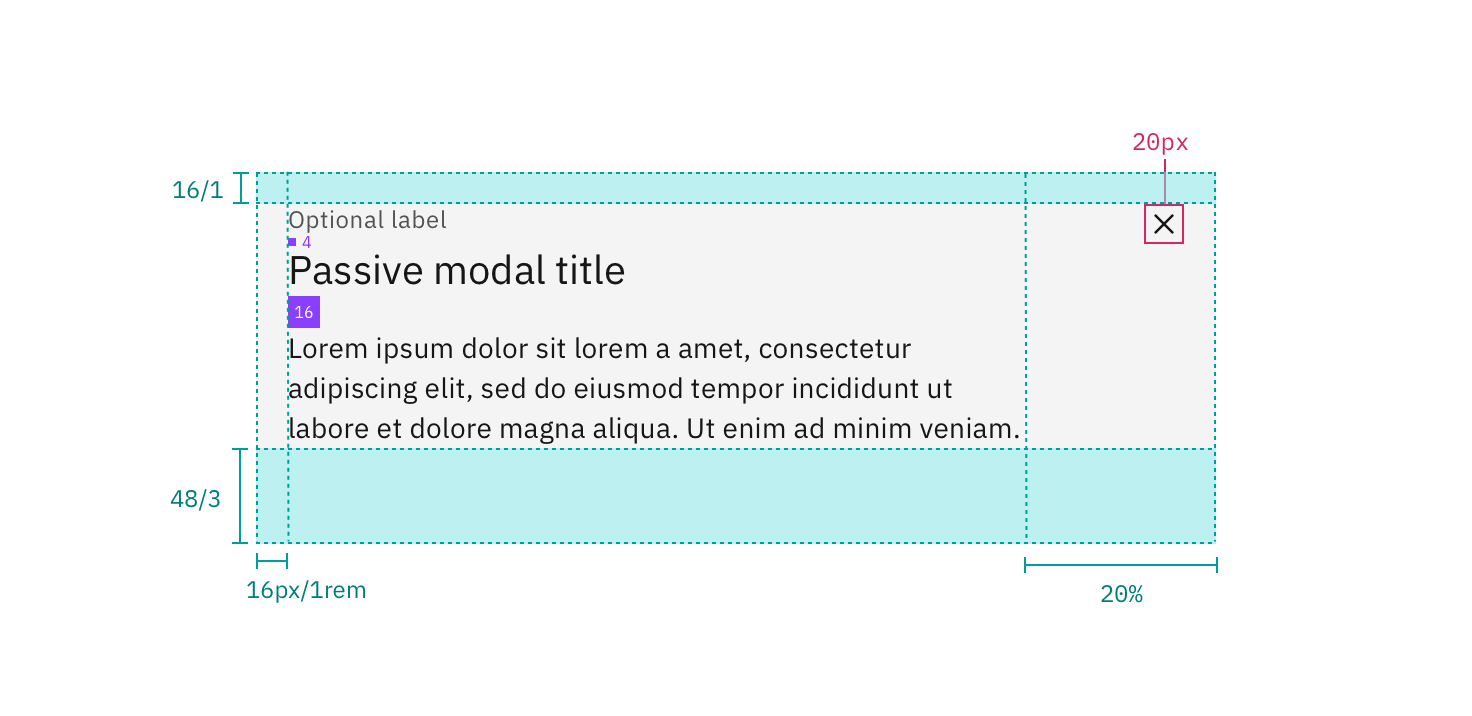 20px
16/1
Optional label
4
Passive modal title
16
Lorem ipsum dolor sit lorem a amet, consectetur
adipiscing elit, sed do eiusmod tempor incididunt ut
labore et dolore magna aliqua. Ut enim ad minim veniam.
48/3
16px/1rem
20%